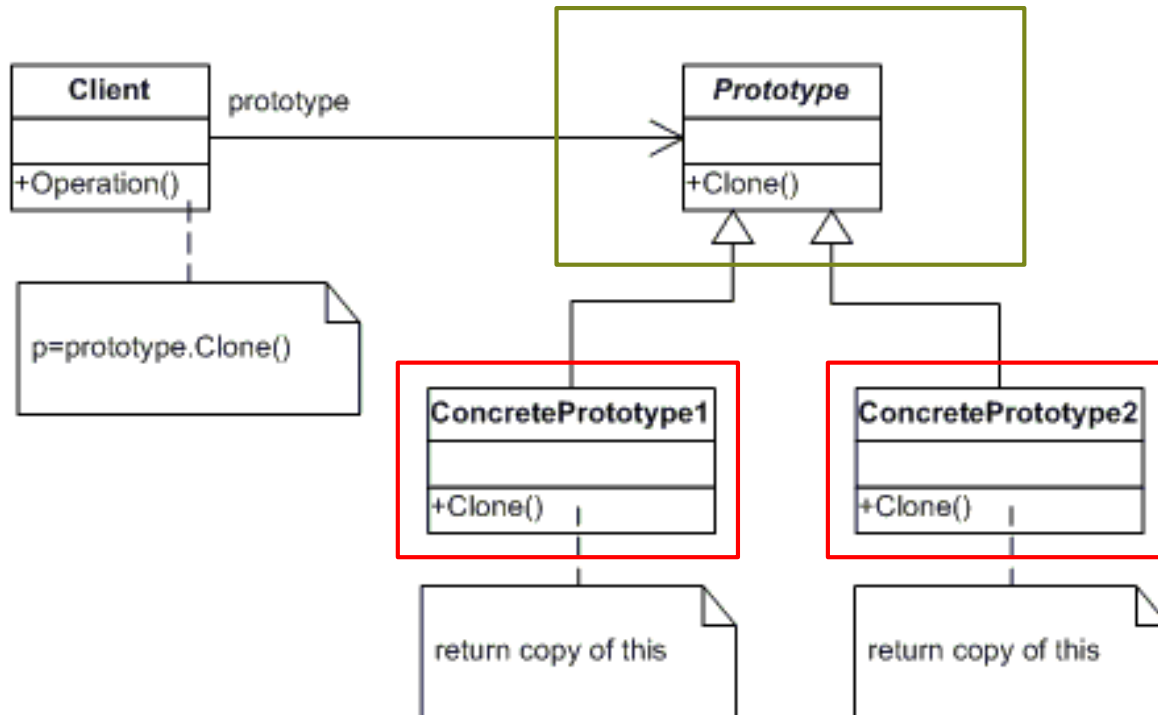 Client
prototype
Prototype
+Operation()
+Clone()
p=prototype.Clone()
ConcretePrototype1
ConcretePrototype2
+Clone()
+Clone()
return copy of this
return copy of this